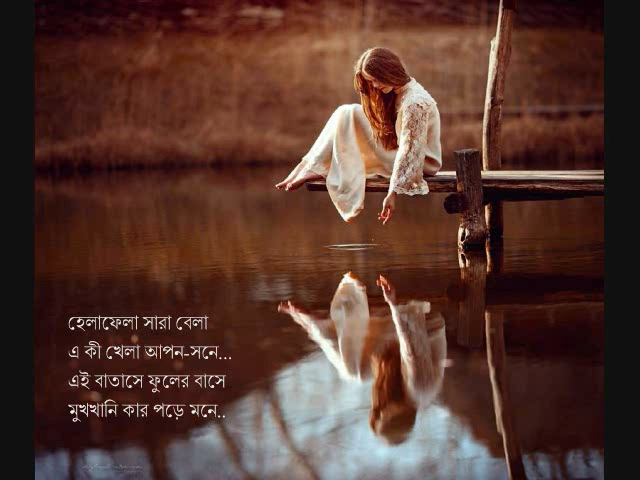 হেলাফেলা সারা বেলা
এ কী খেলা আপন-সনে...
এই বাতাসে ফুলের বাসে
মুখখানি কার পড়ে মনে..